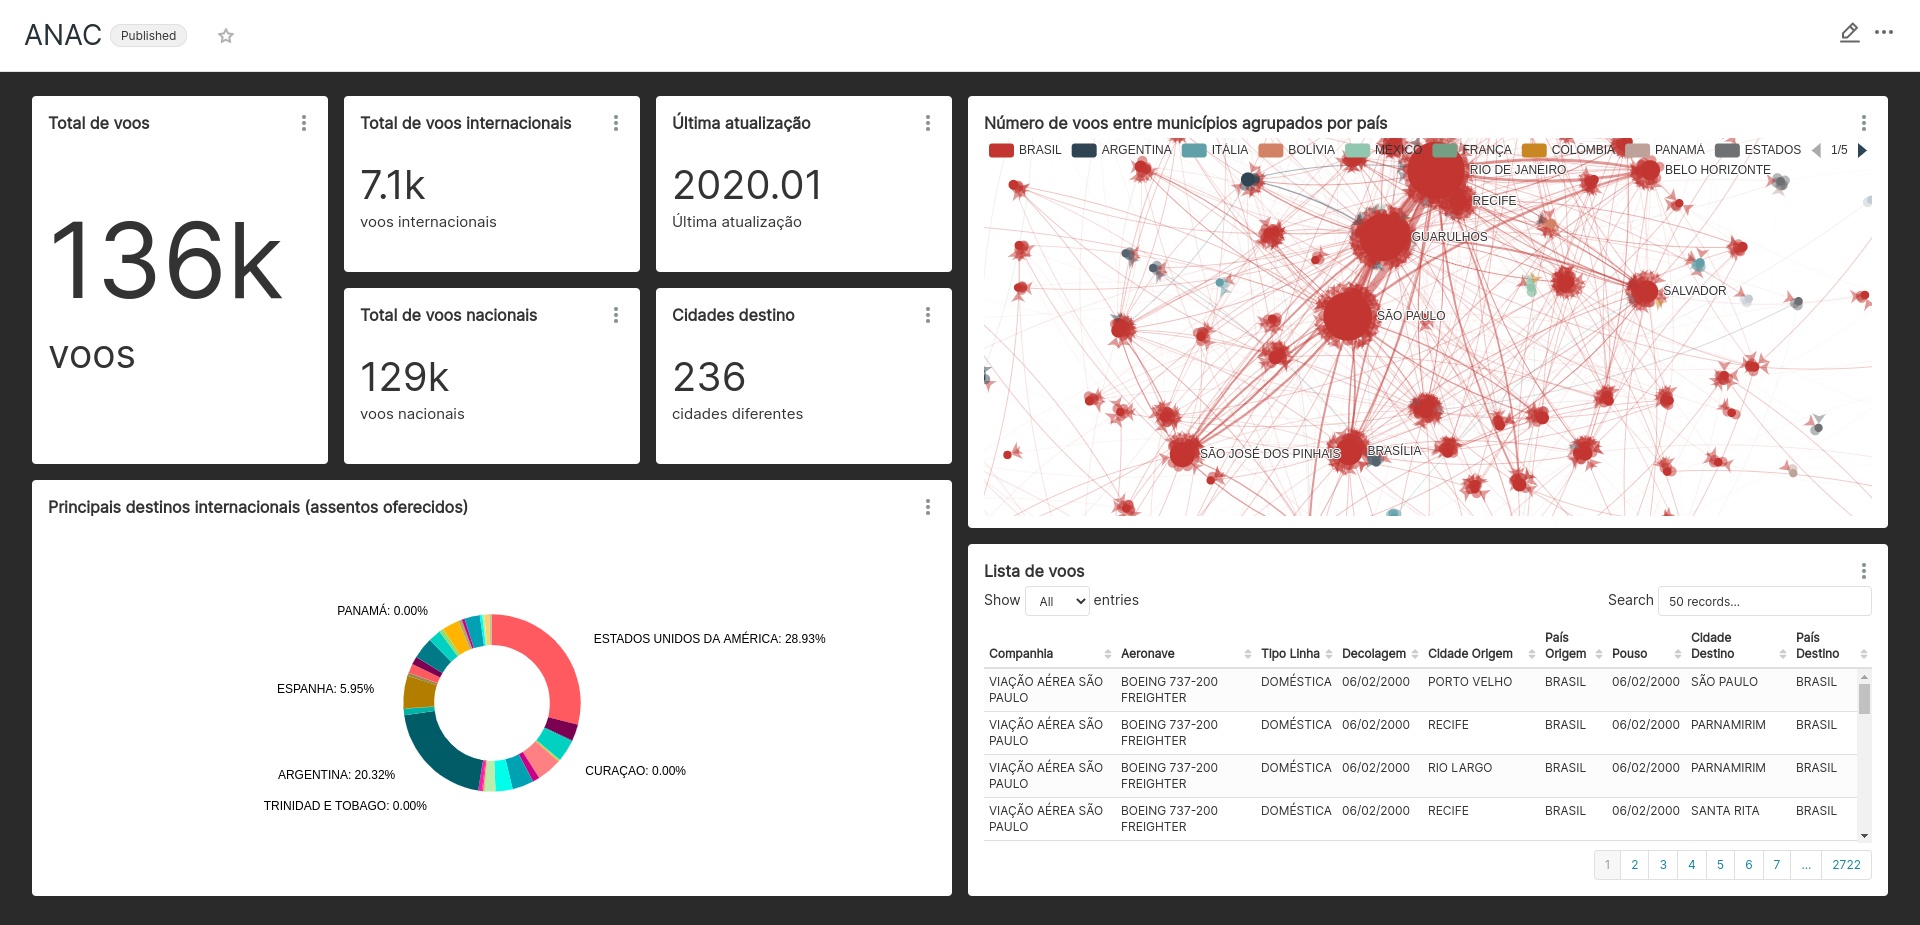 ANAC
Published
Total de voos
136k
voos
Total de voos internacionais
7.1k
voos internacionais
Última atualização
2020.01
Última atualização
Total de voos nacionais
129k
voos nacionais
Cidades destino
236
cidades diferentes
Número de voos entre municípios agrupados por país
BRASIL ARGENTINA ITÁLIA BOLÍVIA MÉXICO FRANÇA COLÔMBIA PANAMÁ ESTADOS 1/5
RIO DE JANEIRO
BELO HORIZONTE
RECIFE
GUARULHOS
SALVADOR
SÃO PAULO
SÃO JOSÉ DOS PINHAIS
BRASÍLIA
Principais destinos internacionais (assentos oferecidos)
PANAMÁ: 0.00%
ESTADOS UNIDOS DA AMÉRICA: 28.93%
ESPANHA: 5.95%
CURAÇAO: 0.00%
ARGENTINA: 20.32%
TRINIDAD E TOBAGO: 0.00%
Lista de voos
Show All entries
Search 50 records...
Companhia Aeronave Tipo Linha Decolagem Cidade Origem País Origem Pouso Cidade Destino País Destino
VIAÇÃO AÉREA SÃO PAULO BOEING 737-200 FREIGHTER DOMÉSTICA 06/02/2000 PORTO VELHO BRASIL 06/02/2000 SÃO PAULO BRASIL
VIAÇÃO AÉREA SÃO PAULO BOEING 737-200 FREIGHTER DOMÉSTICA 06/02/2000 RECIFE BRASIL 06/02/2000 PARNAMIRIM BRASIL
VIAÇÃO AÉREA SÃO PAULO BOEING 737-200 FREIGHTER DOMÉSTICA 06/02/2000 RIO LARGO BRASIL 06/02/2000 PARNAMIRIM BRASIL
VIAÇÃO AÉREA SÃO PAULO BOEING 737-200 FREIGHTER DOMÉSTICA 06/02/2000 RECIFE BRASIL 06/02/2000 SANTA RITA BRASIL
1 2 3 4 5 6 7 ... 2722